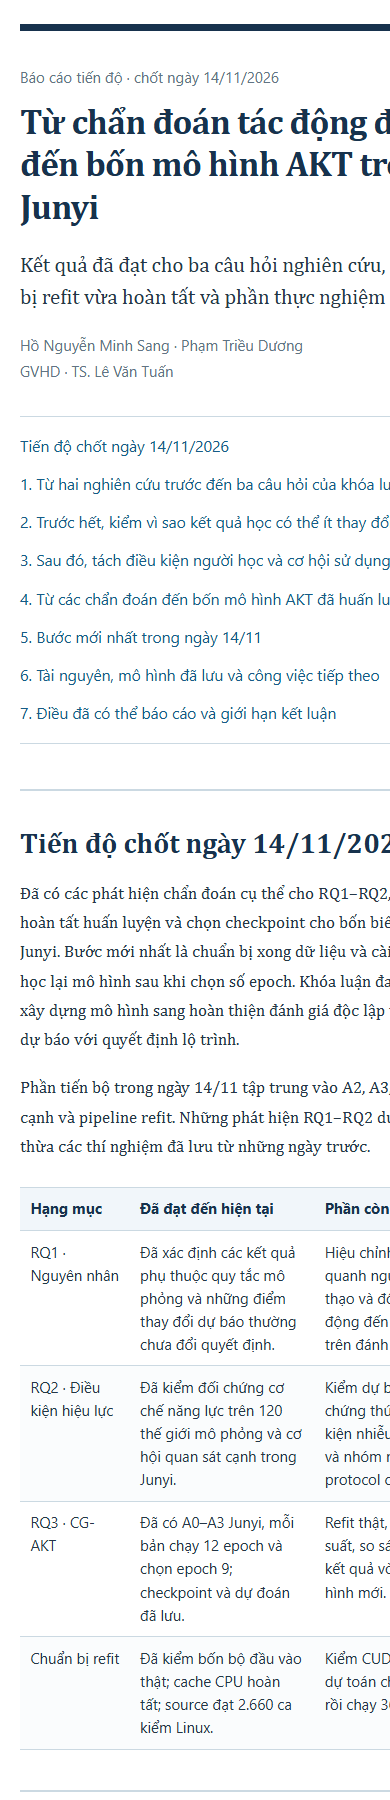 Báo cáo tiến độ · chốt ngày 14/11/2026
Từ chẩn đoán tác động
đến bốn mô hình AKT
Junyi
Kết quả đã đạt cho ba câu hỏi nghiên cứu,
bị refit vừa hoàn tất và phần thực nghiệm
Hồ Nguyễn Minh Sang · Phạm Triều Dương
GVHD · TS. Lê Văn Tuấn
Tiến độ chốt ngày 14/11/2026
1. Từ hai nghiên cứu trước đến ba câu hỏi của khóa
2. Trước hết, kiểm vì sao kết quả học có thể ít thay
3. Sau đó, tách điều kiện người học và cơ hội sử dụng
4. Từ các chẩn đoán đến bốn mô hình AKT đã huấn
5. Bước mới nhất trong ngày 14/11
6. Tài nguyên, mô hình đã lưu và công việc tiếp theo
7. Điều đã có thể báo cáo và giới hạn kết luận
Tiến độ chốt ngày 14/11/202
Đã có các phát hiện chẩn đoán cụ thể cho RQ1–RQ2,
hoàn tất huấn luyện và chọn checkpoint cho bốn
Junyi. Bước mới nhất là chuẩn bị xong dữ liệu và
học lại mô hình sau khi chọn số epoch. Khóa luận
xây dựng mô hình sang hoàn thiện đánh giá độc lập
dự báo với quyết định lộ trình.
Phần tiến bộ trong ngày 14/11 tập trung vào A2, A3,
cạnh và pipeline refit. Những phát hiện RQ1–RQ2
thừa các thí nghiệm đã lưu từ những ngày trước.
Hạng mục Đã đạt đến hiện tại Phần còn
RQ1 · Đã xác định các kết quả Hiệu chỉnh
Nguyên nhân phụ thuộc quy tắc mô quanh
phỏng và những điểm thạo và
thay đổi dự báo thường động đến
chưa đổi quyết định. trên đánh
RQ2 · Điều Đã kiểm đối chứng cơ Kiểm dự
kiện hiệu lực chế năng lực trên 120 chứng
thế giới mô phỏng và cơ kiện
hội quan sát cạnh trong và nhóm
Junyi. protocol
RQ3 · CG- Đã có A0–A3 Junyi, mỗi Refit thật,
AKT bản chạy 12 epoch và suất, so
chọn epoch 9; kết quả
checkpoint và dự đoán hình mới.
đã lưu.
Chuẩn bị refit Đã kiểm bốn bộ đầu vào Kiểm CUD
thật; cache CPU hoàn dự toán
tất; source đạt 2.660 ca rồi chạy
kiểm Linux.